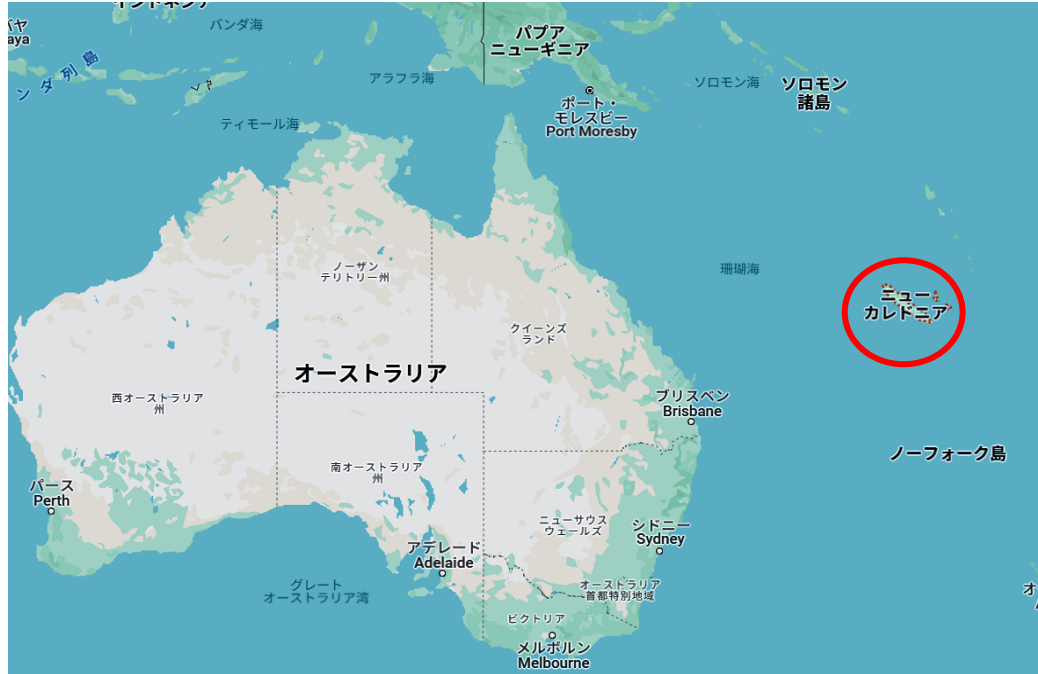 バンダ海
バヤ
aya
ンダ列島
アラフラ海
ティモール海
パプア
ニューギニア
ポート・
モレスビー
Port Moresby
ソロモン海
ソロモン
諸島
珊瑚海
ニュー
カレドニア
ノーザン
テリトリー州
クイーンズ
ランド
オーストラリア
西オーストラリア
州
ブリスベン
Brisbane
ノーフォーク島
南オーストラリア
州
パース
Perth
ニューサウス
ウェールズ
シドニー
Sydney
アデレード
Adelaide
グレート
オーストラリア湾
オーストラリア
首都特別地域
ビクトリア
メルボルン
Melbourne
オ